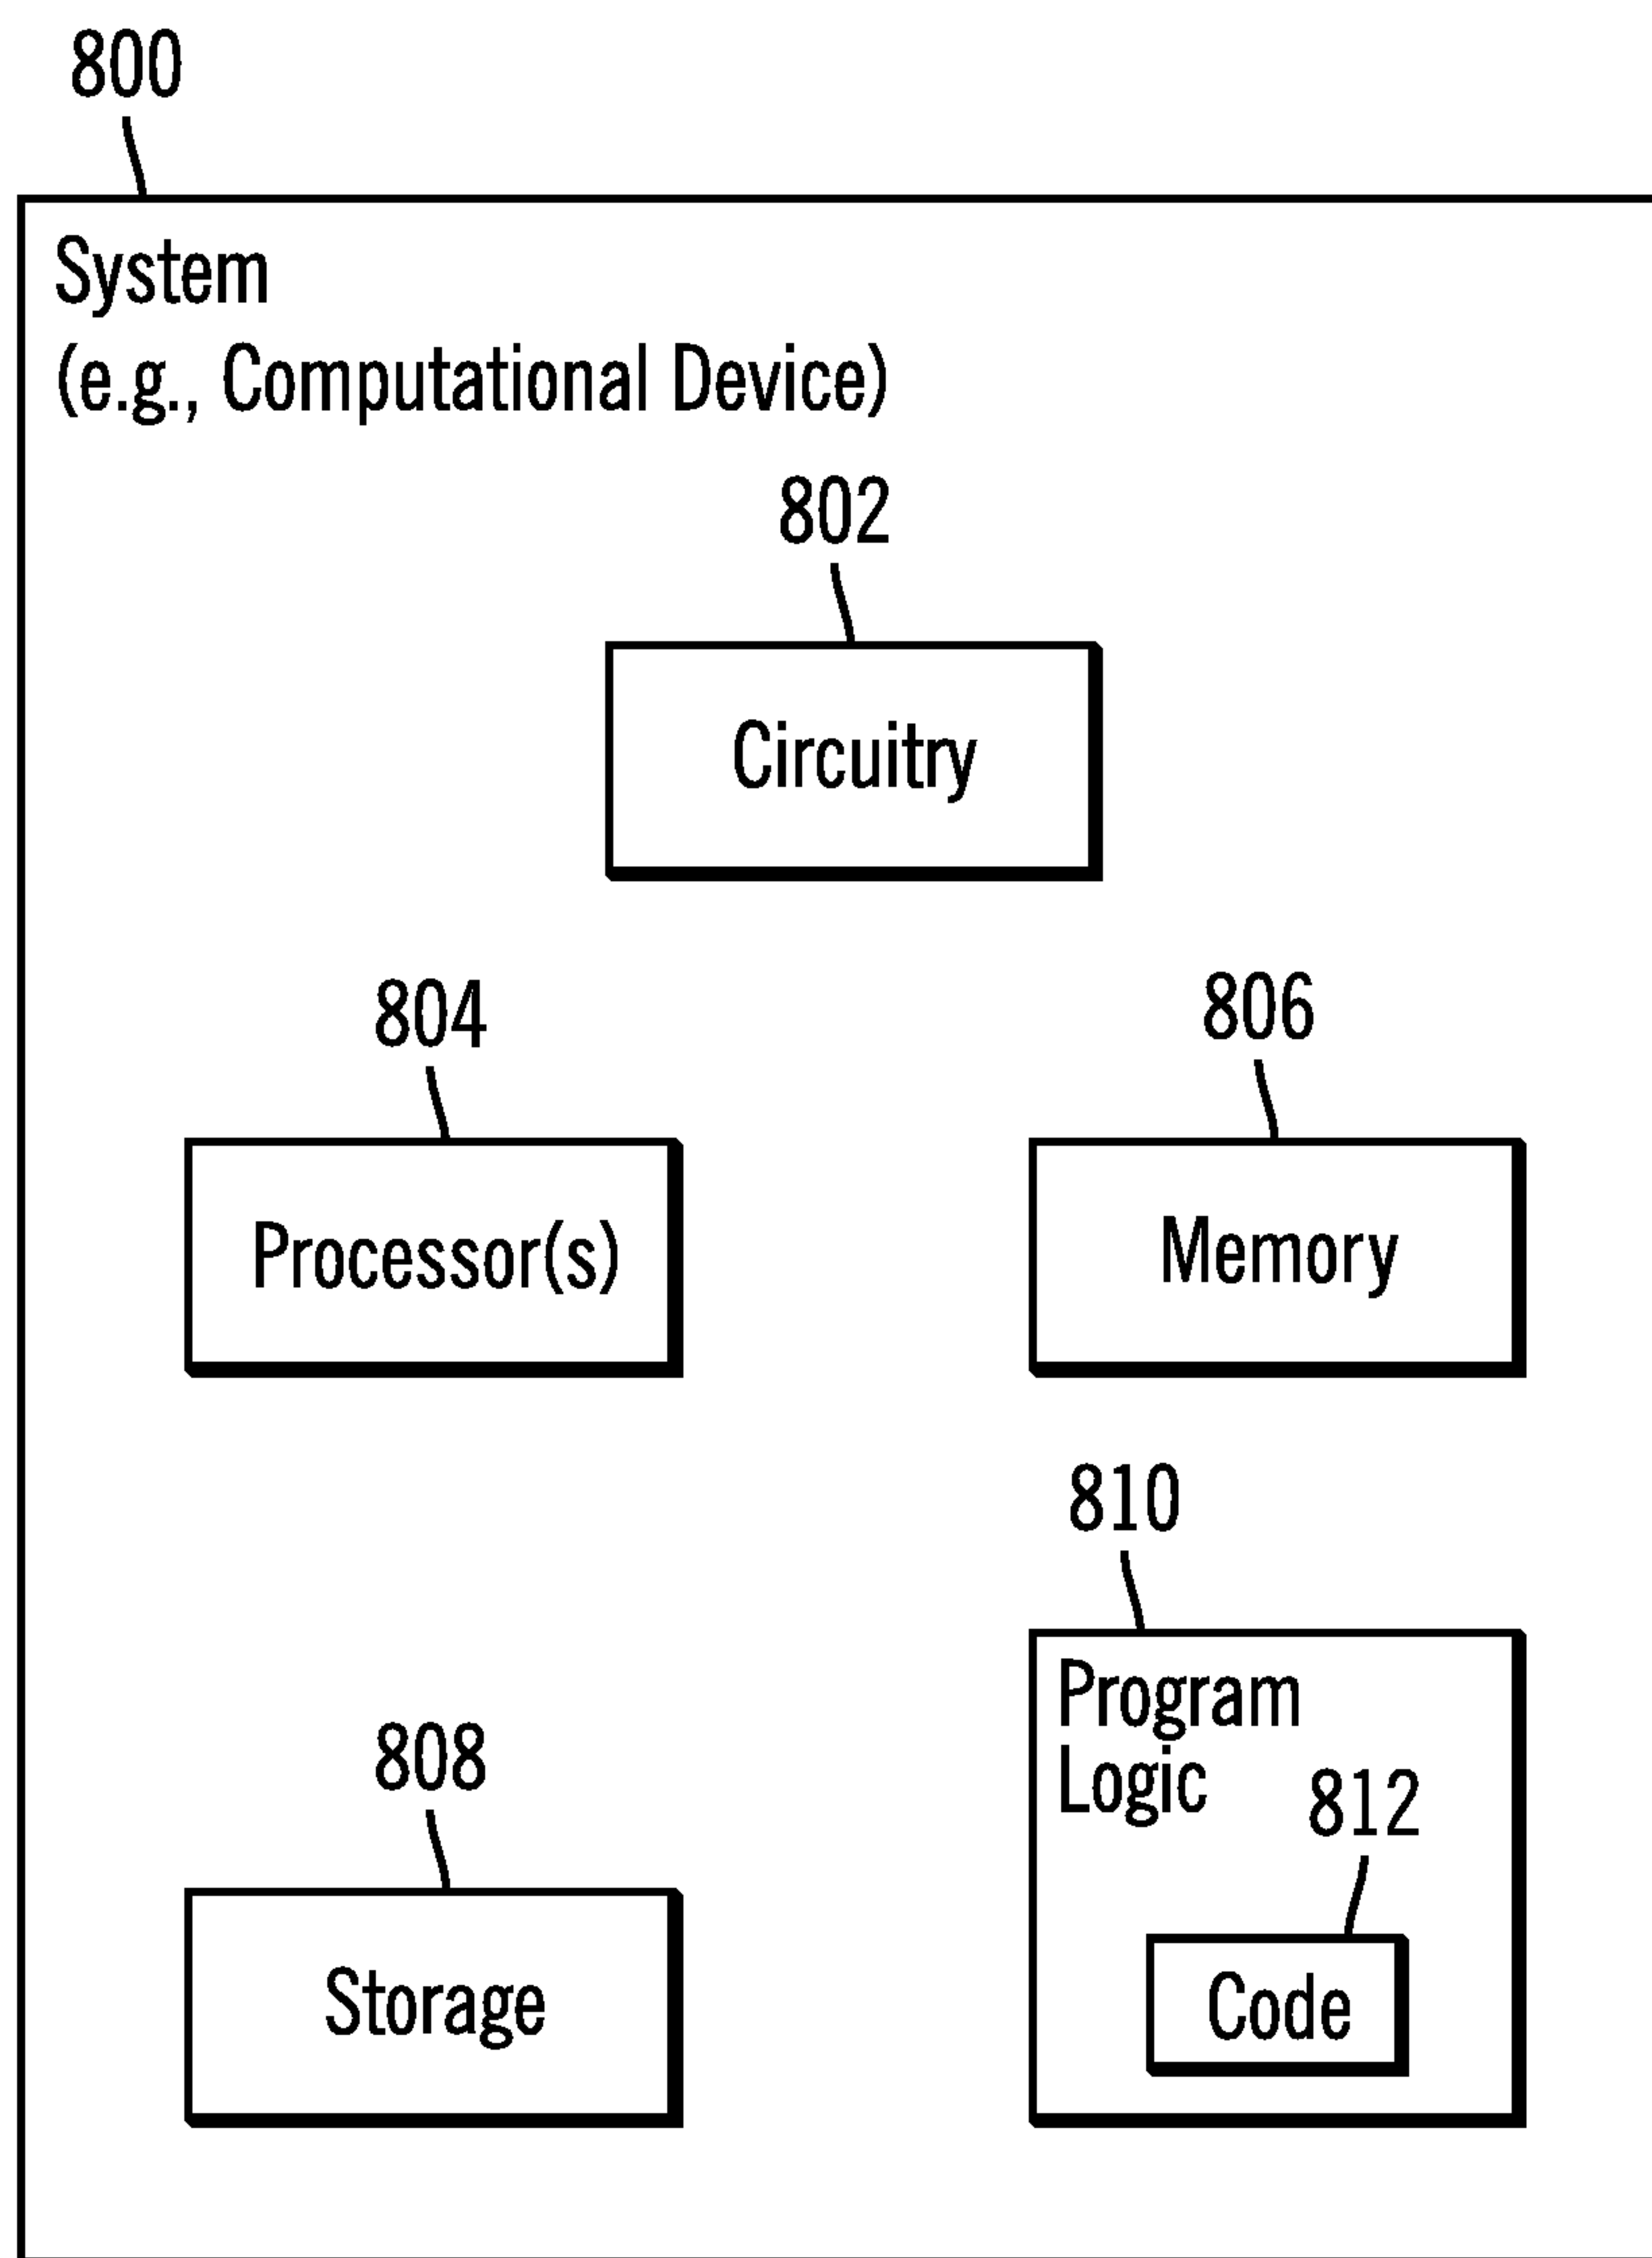 800
System
(e.g., Computational Device)
802
Circuitry
804
806
Processor(s)
Memory
810
Program
Logic
808
812
Storage
Code